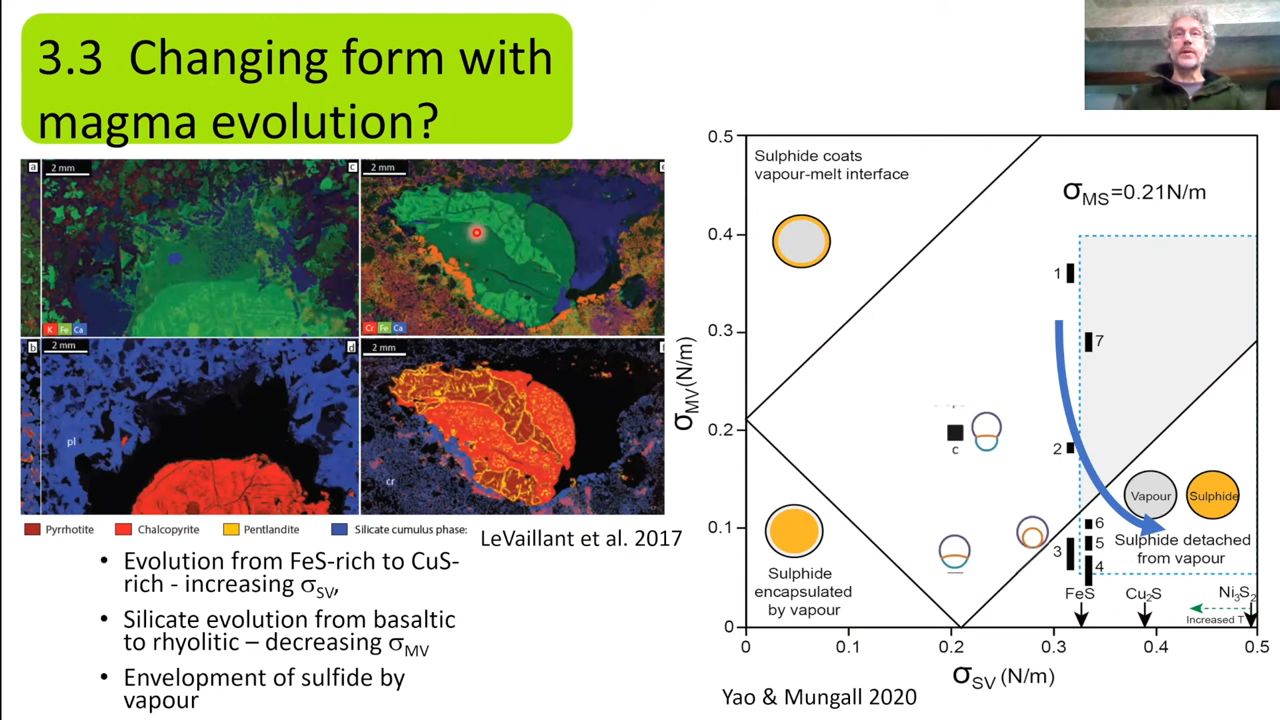 3.3 Changing form with
magma evolution?
a
2 mm
c
2 mm
K Fe Ca
Cr Fe Ca
b
2 mm
d
2 mm
pl
cr
Pyrrhotite
Chalcopyrite
Pentlandite
Silicate cumulus phase:
LeVaillant et al. 2017
• Evolution from FeS-rich to CuS-
rich - increasing σSV,
• Silicate evolution from basaltic
to rhyolitic – decreasing σMV
• Envelopment of sulfide by
vapour
0.5
0.4
0.3
0.2
0.1
0
σMV (N/m)
Sulphide coats
vapour-melt interface
σMS=0.21N/m
1
7
2
c
6
5
3
4
Vapour
Sulphide
Sulphide detached
from vapour
Sulphide
encapsulated
by vapour
FeS
Cu2S
Ni3S2
Increased T
0
0.1
0.2
0.3
0.4
0.5
σSV (N/m)
Yao & Mungall 2020